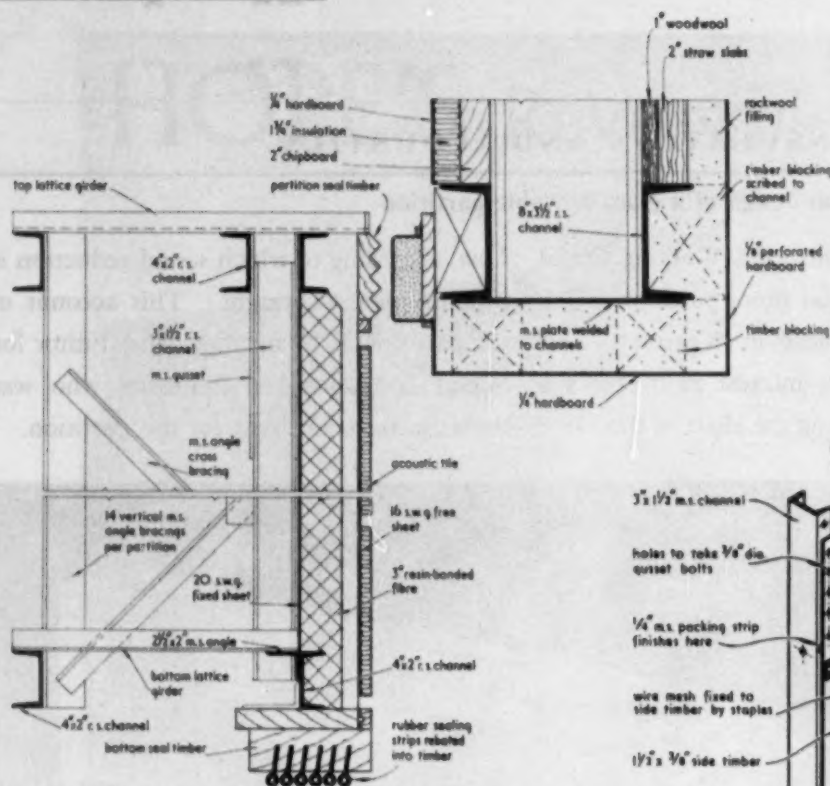 1" woodwool
2" straw slabs
¼" hardboard
1¾" insulation
2" chipboard
rockwool
filling
top lattice girder
partition seal timber
timber blocking
scribed to
channel
8x3½" r.s.
channel
4"x2" r.s.
channel
⅛" perforated
hardboard
3"x1½" r.s.
channel
m.s. plate welded
to channels
timber blocking
m.s. gusset
¼" hardboard
m.s. angle
cross
bracing
acoustic tile
16 s.w.g. free
sheet
3" x 1½" m.s. channel
14 vertical m.s.
angle bracings
per partition
holes to take ⅜" dia.
gusset bolts
20 s.w.g.
fixed sheet
3" resin-bonded
fibre
¼" m.s. packing strip
finishes here
2½"x2" m.s. angle
bottom lattice
girder
4"x2" r.s. channel
wire mesh fixed to
side timber by staples
4"x2" r.s. channel
rubber sealing
strips rebated
into timber
bottom seal timber
1½" x ⅜" side timber